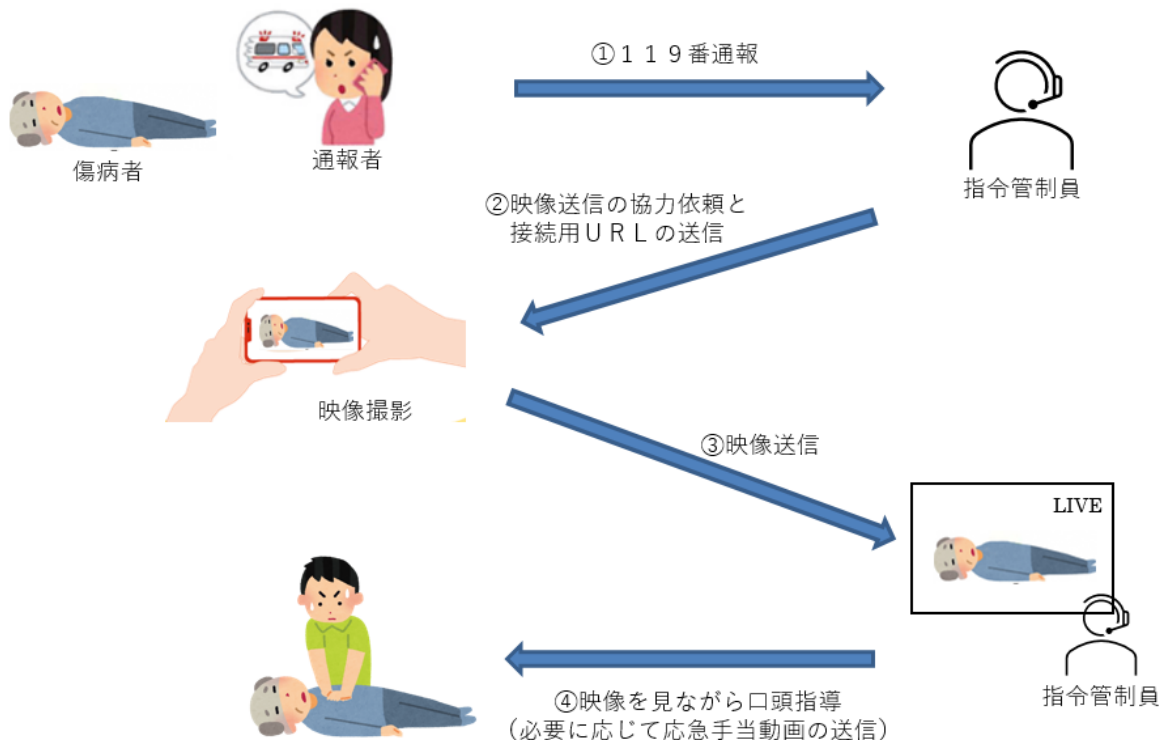 ①１１９番通報
傷病者
通報者
指令管制員
②映像送信の協力依頼と
接続用ＵＲＬの送信
映像撮影
③映像送信
LIVE
指令管制員
④映像を見ながら口頭指導
（必要に応じて応急手当動画の送信）